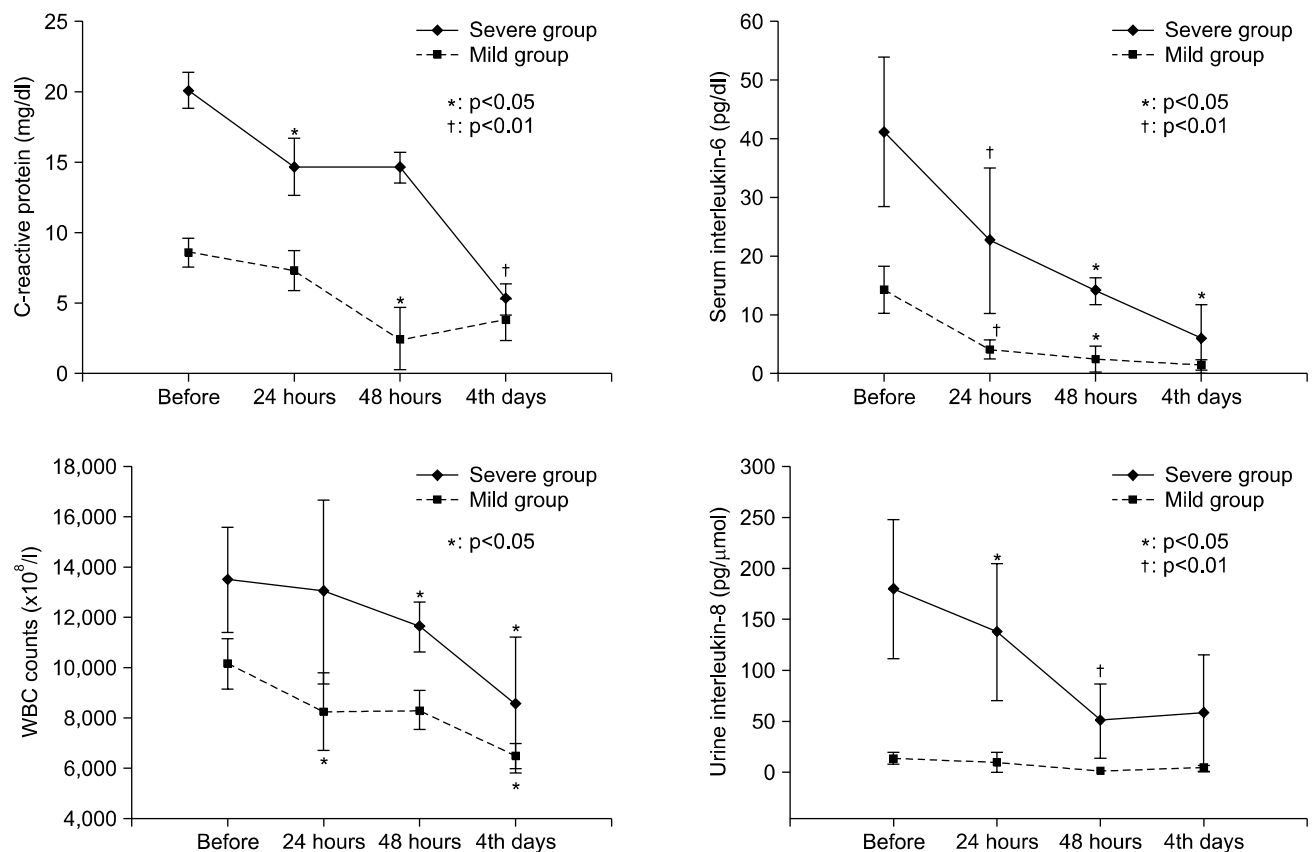 25
20
15
10
5
0
C-reactive protein (mg/dl)
Severe group
Mild group
*: p<0.05
†: p<0.01
*
*
†
Before 24 hours 48 hours 4th days
60
50
40
30
20
10
0
Serum interleukin-6 (pg/dl)
Severe group
Mild group
*: p<0.05
†: p<0.01
†
*
*
†
*
Before 24 hours 48 hours 4th days
18,000
16,000
14,000
12,000
10,000
8,000
6,000
4,000
WBC counts (x10⁸/l)
Severe group
Mild group
*: p<0.05
*
*
*
*
Before 24 hours 48 hours 4th days
300
250
200
150
100
50
0
Urine interleukin-8 (pg/μmol)
Severe group
Mild group
*: p<0.05
†: p<0.01
*
†
Before 24 hours 48 hours 4th days